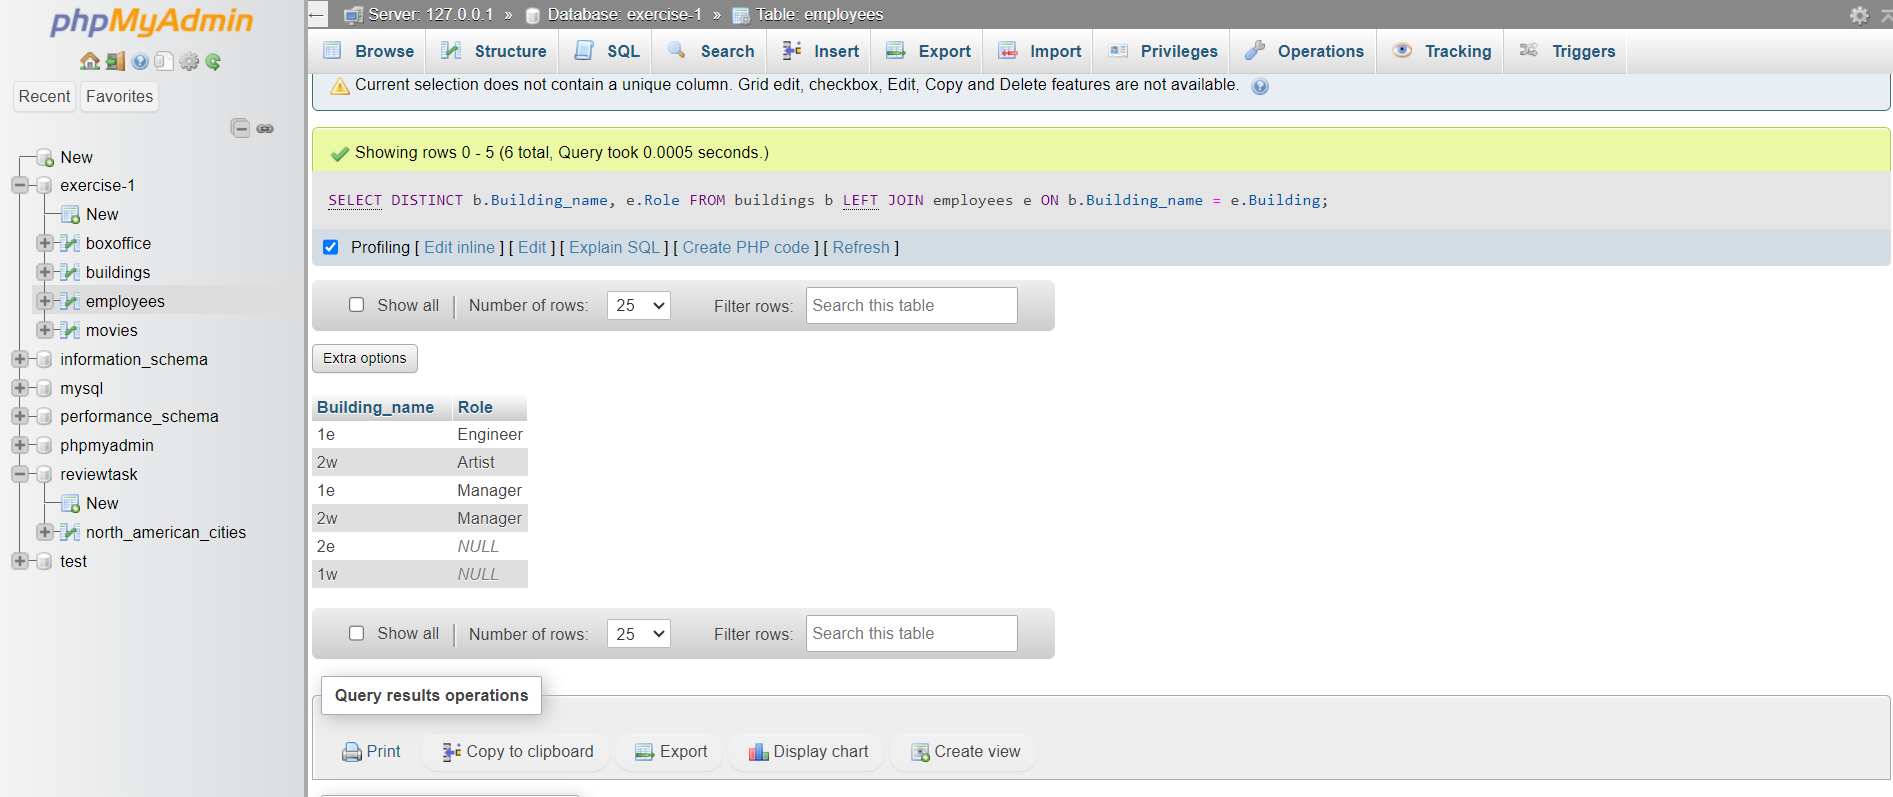 phpMyAdmin
Recent
Favorites
New
exercise-1
New
boxoffice
buildings
employees
movies
information_schema
mysql
performance_schema
phpmyadmin
reviewtask
New
north_american_cities
test
Server: 127.0.0.1 » Database: exercise-1 » Table: employees
Browse
Structure
SQL
Search
Insert
Export
Import
Privileges
Operations
Tracking
Triggers
Current selection does not contain a unique column. Grid edit, checkbox, Edit, Copy and Delete features are not available.
Showing rows 0 - 5 (6 total, Query took 0.0005 seconds.)
SELECT DISTINCT b.Building_name, e.Role FROM buildings b LEFT JOIN employees e ON b.Building_name = e.Building;
Profiling [ Edit inline ] [ Edit ] [ Explain SQL ] [ Create PHP code ] [ Refresh ]
Show all | Number of rows: 25 Filter rows: Search this table
Extra options
Building_name Role
1e Engineer
2w Artist
1e Manager
2w Manager
2e NULL
1w NULL
Show all | Number of rows: 25 Filter rows: Search this table
Query results operations
Print
Copy to clipboard
Export
Display chart
Create view